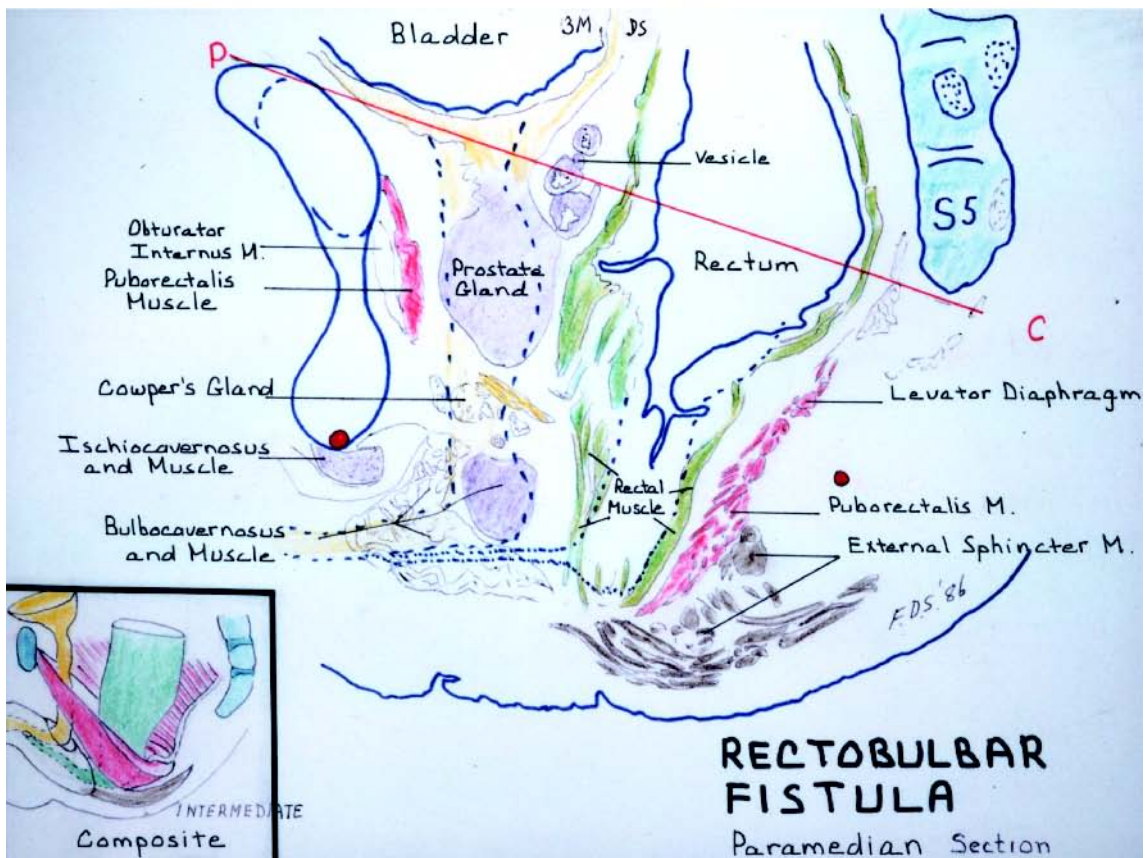 Bladder
3M
DS
P
Vesicle
S5
Obturator
Internus M.
Puborectalis
Muscle
Prostate
Gland
Rectum
C
Cowper's Gland
Levator Diaphragm
Ischiocavernosus
and Muscle
Rectal
Muscle
Puborectalis M.
Bulbocavernosus
and Muscle
External Sphincter M.
F.D.S. '86
RECTOBULBAR
FISTULA
Paramedian Section
INTERMEDIATE
Composite